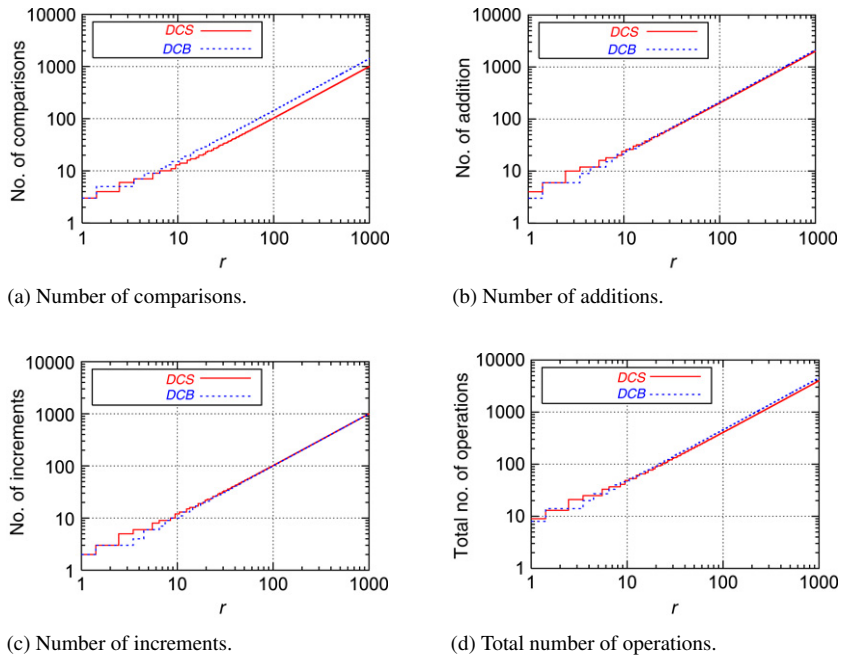 DCS
DCB
No. of comparisons
10000
1000
100
10
1
1 10 100 1000
r
(a) Number of comparisons.
DCS
DCB
No. of addition
10000
1000
100
10
1
1 10 100 1000
r
(b) Number of additions.
DCS
DCB
No. of increments
10000
1000
100
10
1
1 10 100 1000
r
(c) Number of increments.
DCS
DCB
Total no. of operations
10000
1000
100
10
1
1 10 100 1000
r
(d) Total number of operations.